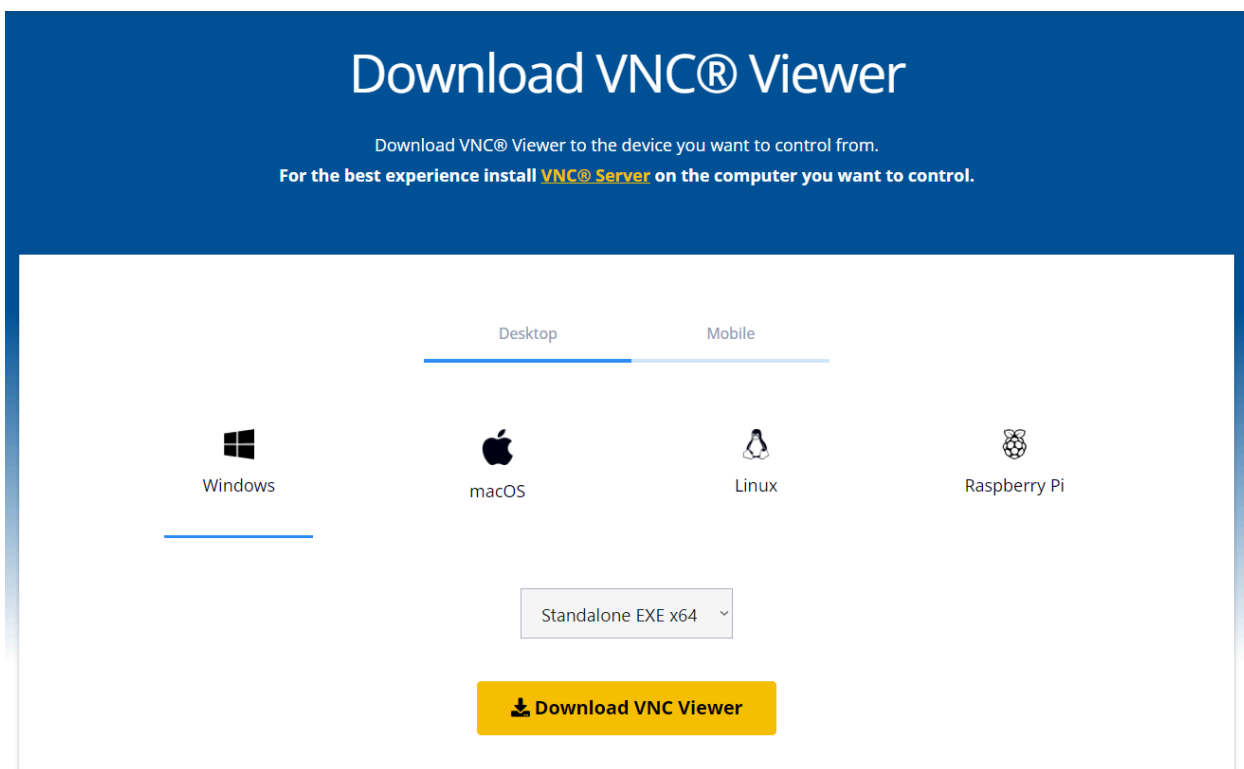 Download VNC® Viewer
Download VNC® Viewer to the device you want to control from.
For the best experience install VNC® Server on the computer you want to control.
Desktop
Mobile
Windows
macOS
Linux
Raspberry Pi
Standalone EXE x64
Download VNC Viewer